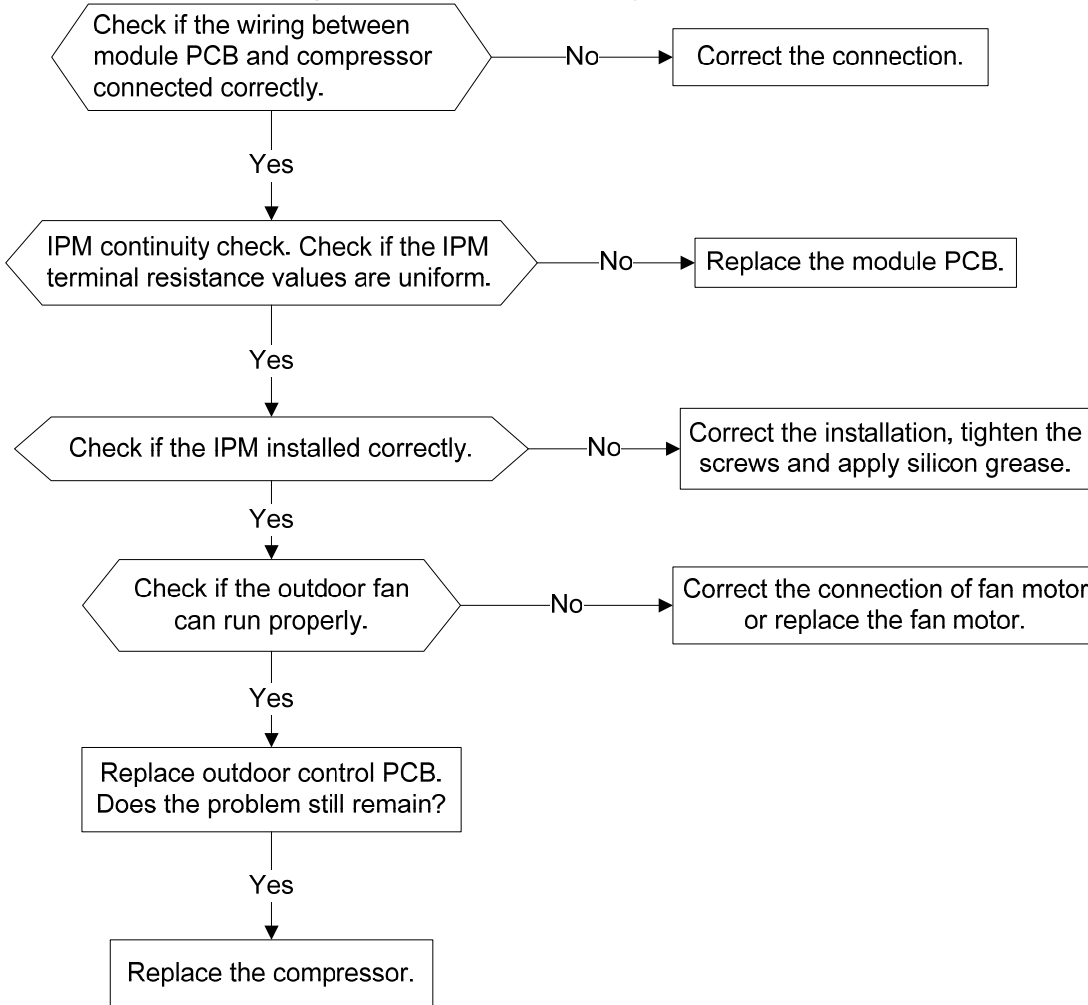 Check if the wiring between
module PCB and compressor
connected correctly.
No
Correct the connection.
Yes
IPM continuity check. Check if the IPM
terminal resistance values are uniform.
No
Replace the module PCB.
Yes
Check if the IPM installed correctly.
No
Correct the installation, tighten the
screws and apply silicon grease.
Yes
Check if the outdoor fan
can run properly.
No
Correct the connection of fan motor
or replace the fan motor.
Yes
Replace outdoor control PCB.
Does the problem still remain?
Yes
Replace the compressor.